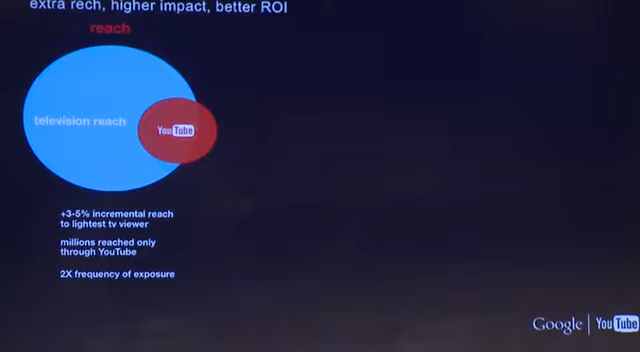 extra rech, higher impact, better ROI
reach
television reach
YouTube
+3-5% incremental reach
to lightest tv viewer
millions reached only
through YouTube
2X frequency of exposure
Google | YouTube